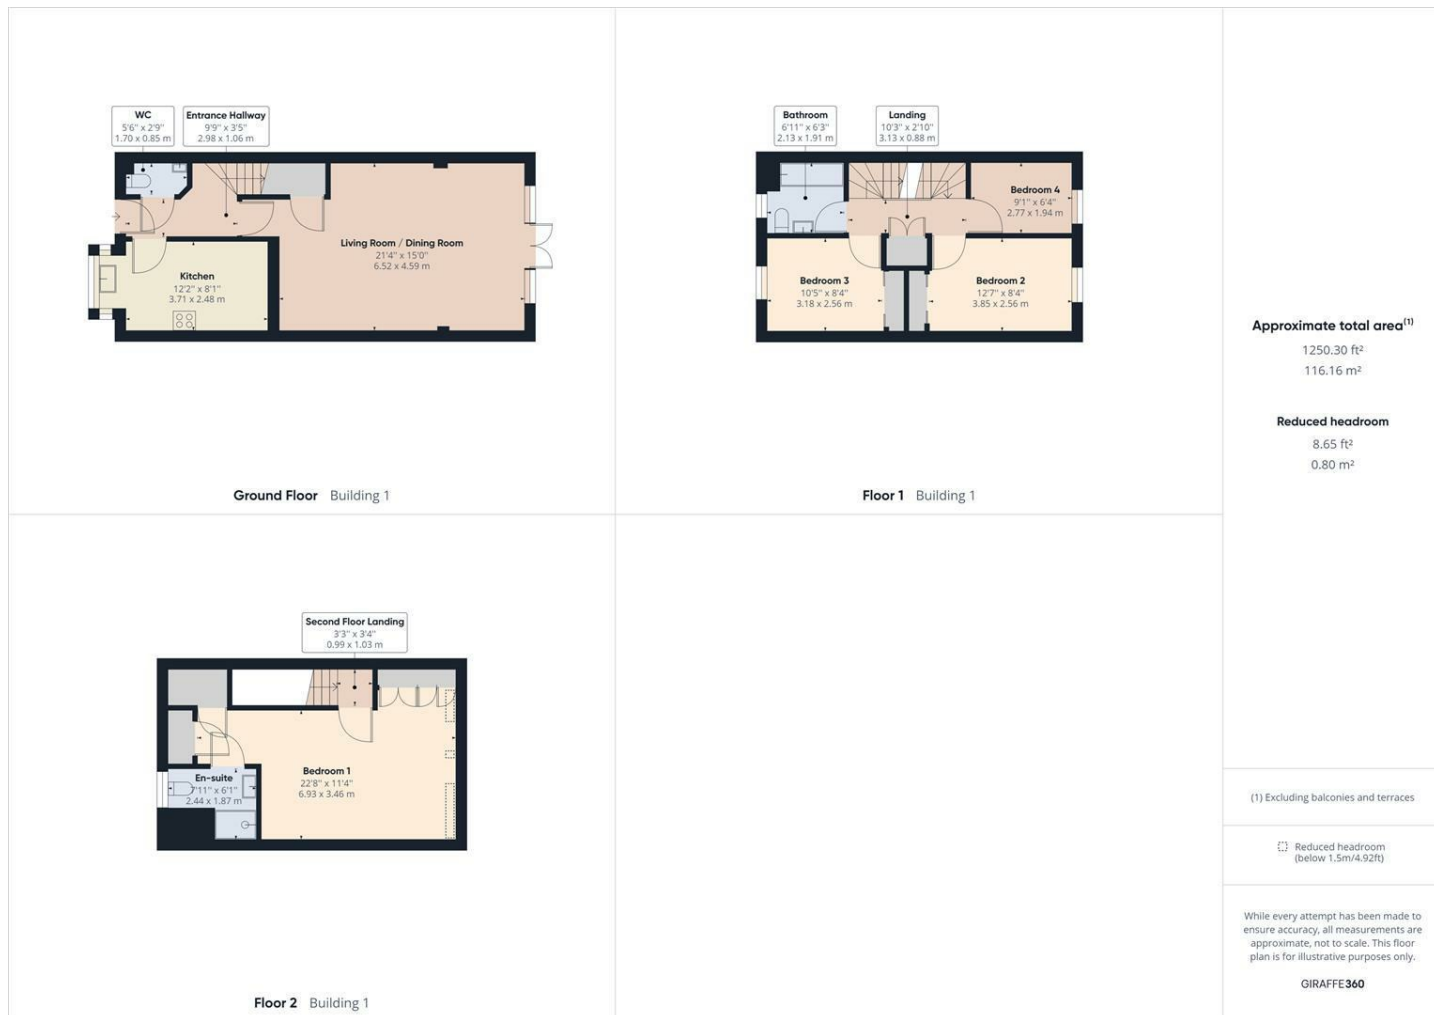 WC
5'6" x 2'9"
1.70 x 0.85 m
Entrance Hallway
9'9" x 3'5"
2.98 x 1.06 m
Living Room / Dining Room
21'4" x 15'0"
6.52 x 4.59 m
Kitchen
12'2" x 8'1"
3.71 x 2.48 m
Ground Floor Building 1
Bathroom
6'11" x 6'3"
2.13 x 1.91 m
Landing
10'3" x 2'10"
3.13 x 0.88 m
Bedroom 4
9'1" x 6'4"
2.77 x 1.94 m
Bedroom 3
10'5" x 8'4"
3.18 x 2.56 m
Bedroom 2
12'7" x 8'4"
3.85 x 2.56 m
Floor 1 Building 1
Second Floor Landing
3'3" x 3'4"
0.99 x 1.03 m
Bedroom 1
22'8" x 11'4"
6.93 x 3.46 m
En-suite
7'11" x 6'1"
2.44 x 1.87 m
Floor 2 Building 1
Approximate total area(1)
1250.30 ft²
116.16 m²
Reduced headroom
8.65 ft²
0.80 m²
(1) Excluding balconies and terraces
Reduced headroom
(below 1.5m/4.92ft)
While every attempt has been made to
ensure accuracy, all measurements are
approximate, not to scale. This floor
plan is for illustrative purposes only.
GIRAFFE360